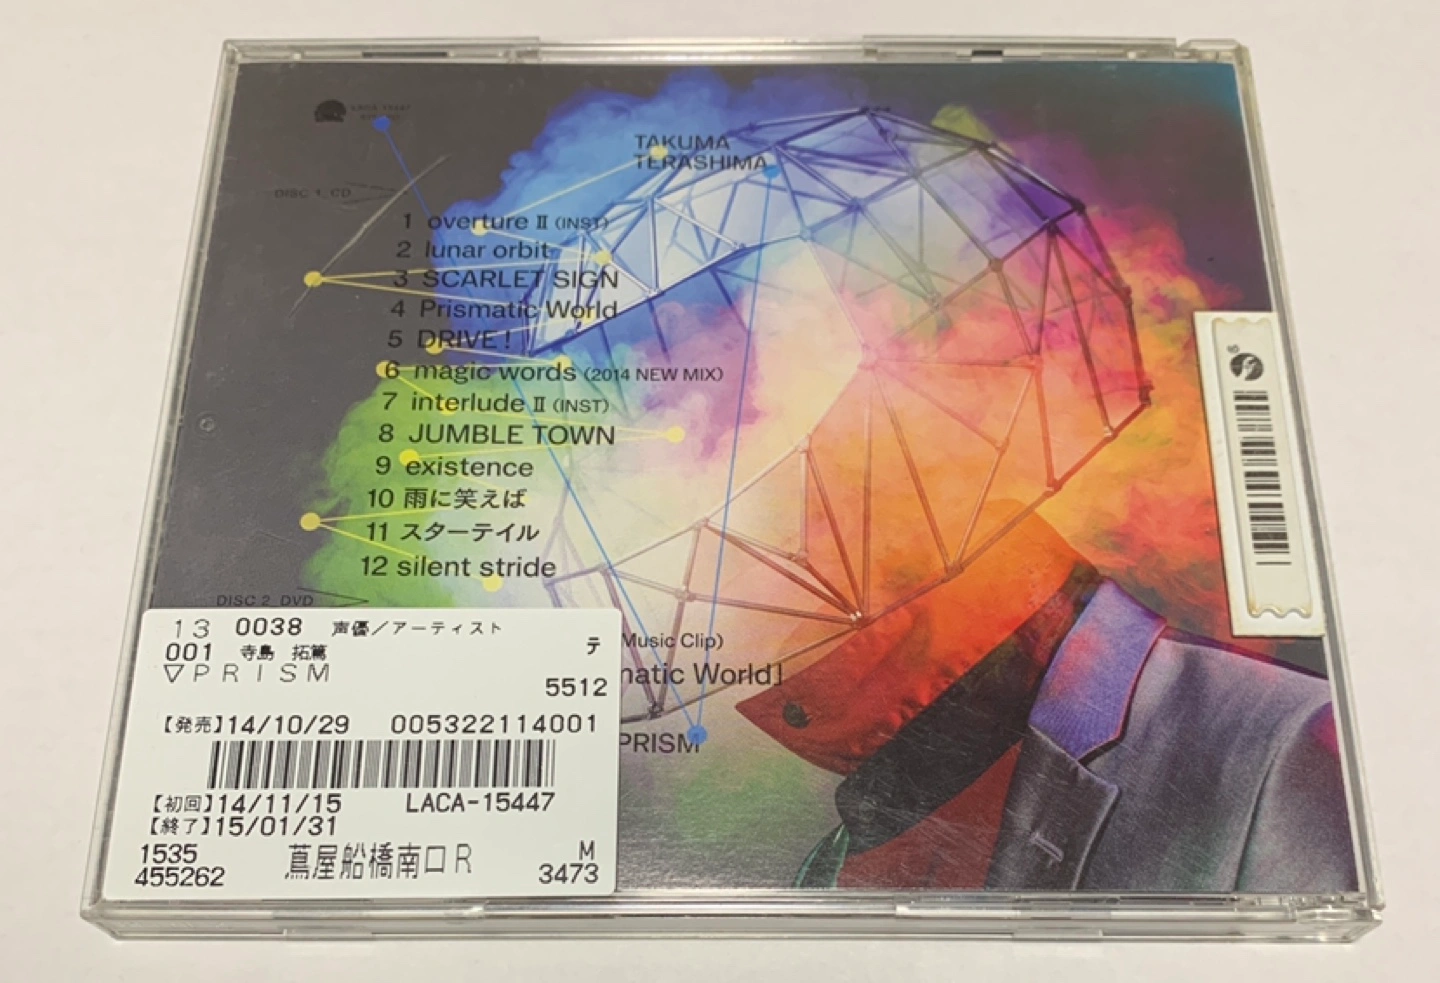 TAKUMA
TERASHIMA
DISC 1_CD
1 overture Ⅱ (INST)
2 lunar orbit
3 SCARLET SIGN
4 Prismatic World
5 DRIVE!
6 magic words (2014 NEW MIX)
7 interlude Ⅱ (INST)
8 JUMBLE TOWN
9 existence
10 雨に笑えば
11 スターテイル
12 silent stride
DISC 2_DVD
Music Clip)
matic World」
PRISM
13 0038 声優/アーティスト
001 寺島 拓篤 テ
▽PRISM
5512
【発売】14/10/29 005322114001
【初回】14/11/15 LACA-15447
【終了】15/01/31
1535 蔦屋船橋南口R M
455262 3473